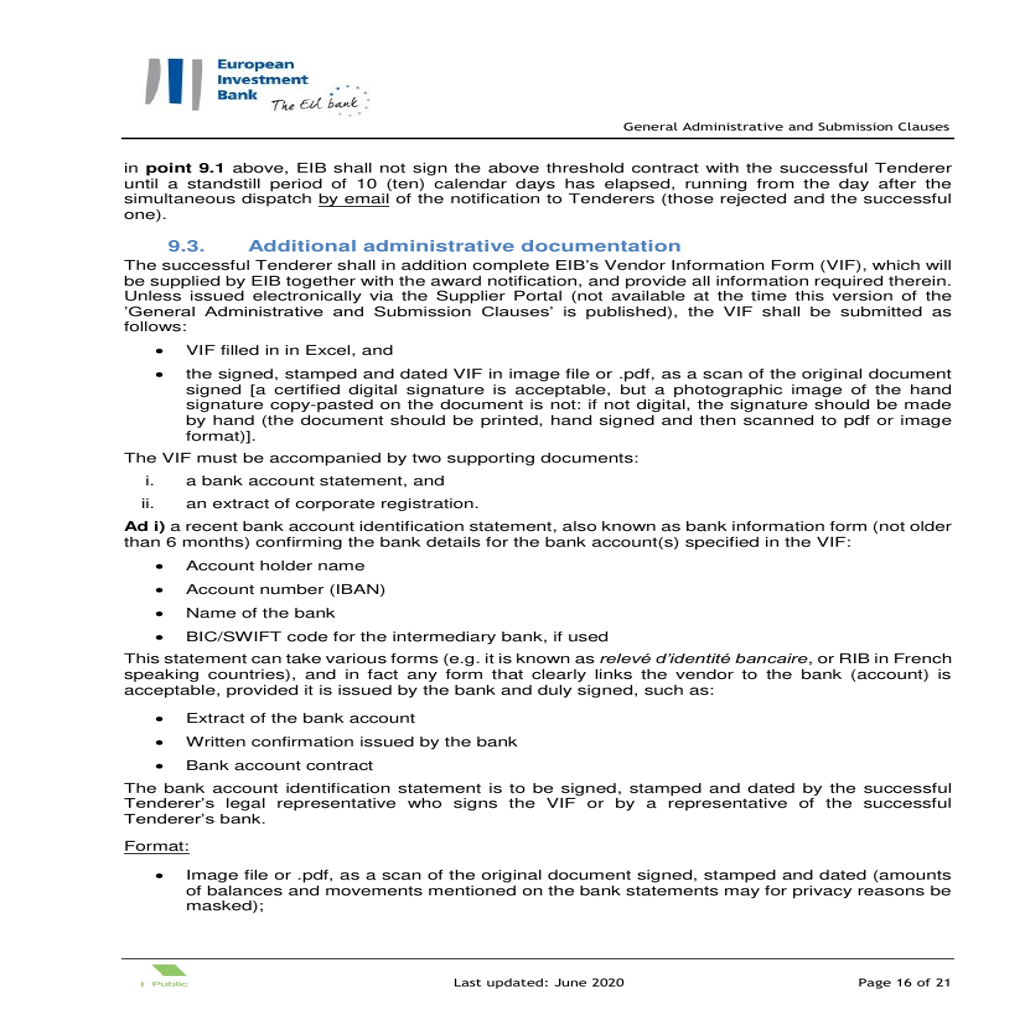 European
Investment
Bank The EU bank
General Administrative and Submission Clauses
in point 9.1 above, EIB shall not sign the above threshold contract with the successful Tenderer
until a standstill period of 10 (ten) calendar days has elapsed, running from the day after the
simultaneous dispatch by email of the notification to Tenderers (those rejected and the successful
one).
9.3. Additional administrative documentation
The successful Tenderer shall in addition complete EIB's Vendor Information Form (VIF), which will
be supplied by EIB together with the award notification, and provide all information required therein.
Unless issued electronically via the Supplier Portal (not available at the time this version of the
'General Administrative and Submission Clauses' is published), the VIF shall be submitted as
follows:
• VIF filled in in Excel, and
• the signed, stamped and dated VIF in image file or .pdf, as a scan of the original document
signed [a certified digital signature is acceptable, but a photographic image of the hand
signature copy-pasted on the document is not: if not digital, the signature should be made
by hand (the document should be printed, hand signed and then scanned to pdf or image
format)].
The VIF must be accompanied by two supporting documents:
i. a bank account statement, and
ii. an extract of corporate registration.
Ad i) a recent bank account identification statement, also known as bank information form (not older
than 6 months) confirming the bank details for the bank account(s) specified in the VIF:
• Account holder name
• Account number (IBAN)
• Name of the bank
• BIC/SWIFT code for the intermediary bank, if used
This statement can take various forms (e.g. it is known as relevé d'identité bancaire, or RIB in French
speaking countries), and in fact any form that clearly links the vendor to the bank (account) is
acceptable, provided it is issued by the bank and duly signed, such as:
• Extract of the bank account
• Written confirmation issued by the bank
• Bank account contract
The bank account identification statement is to be signed, stamped and dated by the successful
Tenderer's legal representative who signs the VIF or by a representative of the successful
Tenderer's bank.
Format:
• Image file or .pdf, as a scan of the original document signed, stamped and dated (amounts
of balances and movements mentioned on the bank statements may for privacy reasons be
masked);
I Public
Last updated: June 2020
Page 16 of 21